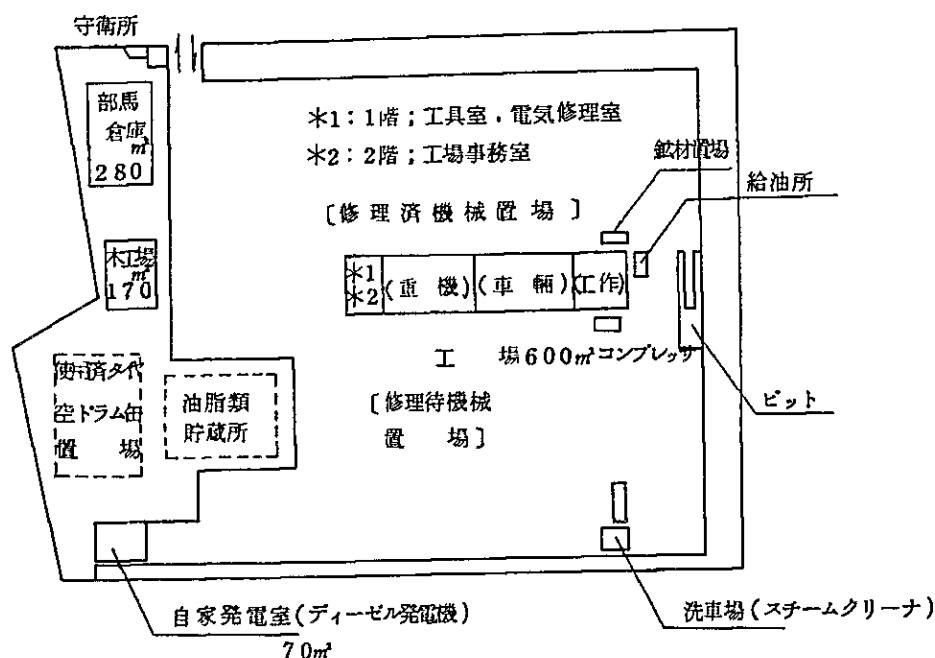 守衛所
部馬
倉庫
㎡
280
木工場
㎡
170
使用済タイヤ
空ドラム缶
置場
油脂類
貯蔵所
*1:1階;工具室.電気修理室
*2:2階;工場事務室
〔修理済機械置場〕
鉱材置場
給油所
*1
*2
(重機)
(車輛)
(工作)
工場600㎡
コンプレッサ
〔修理待機械
置場〕
ピット
自家発電室(ディーゼル発電機)
70㎡
洗車場(スチームクリーナ)